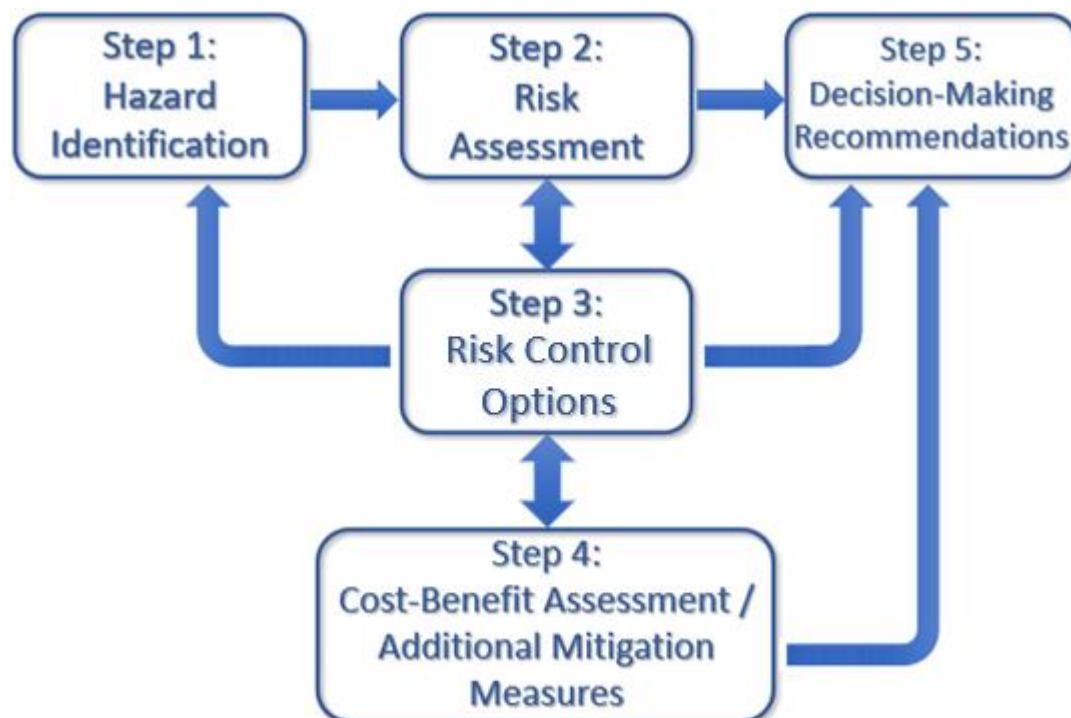 Step 1:
Hazard
Identification
Step 2:
Risk
Assessment
Step 5:
Decision-Making
Recommendations
Step 3:
Risk Control
Options
Step 4:
Cost-Benefit Assessment /
Additional Mitigation
Measures